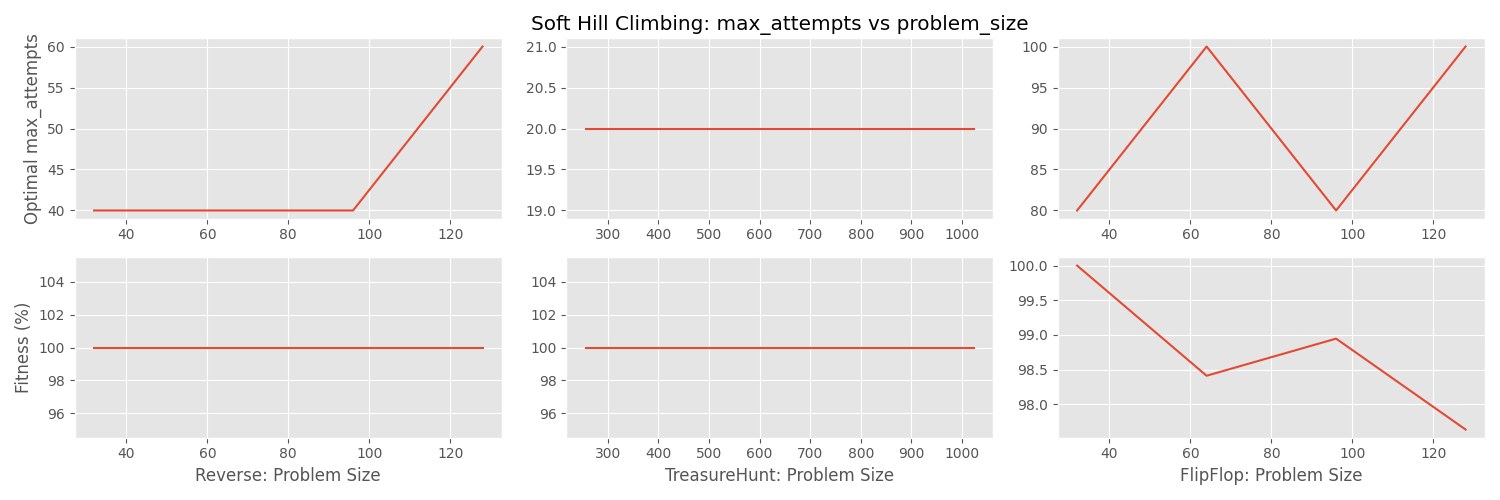 Soft Hill Climbing: max_attempts vs problem_size
Optimal max_attempts
60
55
50
45
40
40 60 80 100 120
21.0
20.5
20.0
19.5
19.0
300 400 500 600 700 800 900 1000
100
95
90
85
80
40 60 80 100 120
Fitness (%)
104
102
100
98
96
40 60 80 100 120
Reverse: Problem Size
104
102
100
98
96
300 400 500 600 700 800 900 1000
TreasureHunt: Problem Size
100.0
99.5
99.0
98.5
98.0
40 60 80 100 120
FlipFlop: Problem Size